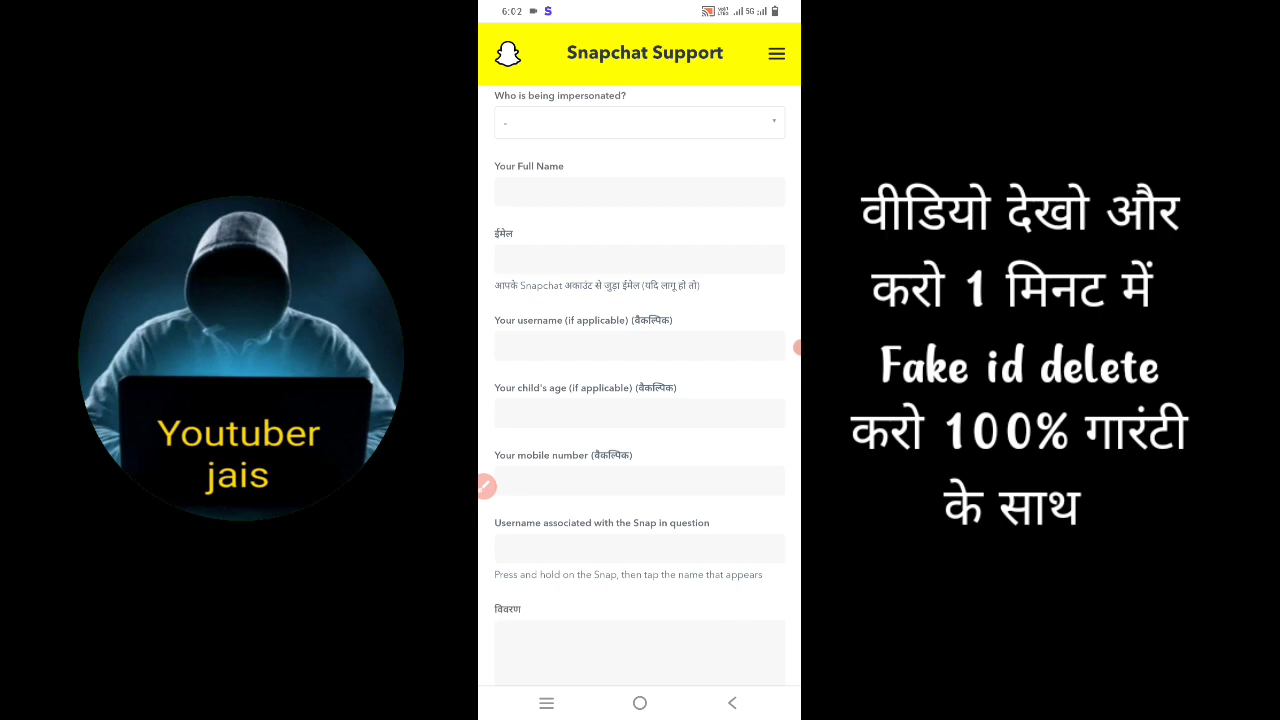 6:02
5G
Snapchat Support
Who is being impersonated?
-
Your Full Name
ईमेल
आपके Snapchat अकाउंट से जुड़ा ईमेल (यदि लागू हो तो)
Your username (if applicable) (वैकल्पिक)
Your child's age (if applicable) (वैकल्पिक)
Your mobile number (वैकल्पिक)
Username associated with the Snap in question
Press and hold on the Snap, then tap the name that appears
विवरण
Youtuber
jais
वीडियो देखो और
करो 1 मिनट में
Fake id delete
करो 100% गारंटी
के साथ